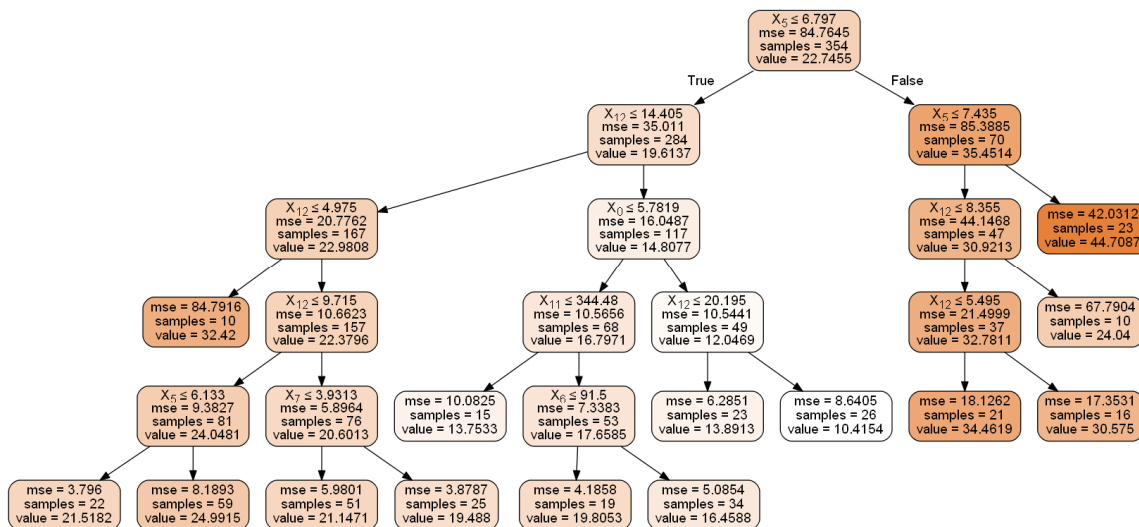 X5 ≤ 6.797
mse = 84.7645
samples = 354
value = 22.7455
True
False
X12 ≤ 14.405
mse = 35.011
samples = 284
value = 19.6137
X5 ≤ 7.435
mse = 85.3885
samples = 70
value = 35.4514
X12 ≤ 4.975
mse = 20.7762
samples = 167
value = 22.9808
X0 ≤ 5.7819
mse = 16.0487
samples = 117
value = 14.8077
X12 ≤ 8.355
mse = 44.1468
samples = 47
value = 30.9213
mse = 42.0312
samples = 23
value = 44.7087
mse = 84.7916
samples = 10
value = 32.42
X12 ≤ 9.715
mse = 10.6623
samples = 157
value = 22.3796
X11 ≤ 344.48
mse = 10.5656
samples = 68
value = 16.7971
X12 ≤ 20.195
mse = 10.5441
samples = 49
value = 12.0469
X12 ≤ 5.495
mse = 21.4999
samples = 37
value = 32.7811
mse = 67.7904
samples = 10
value = 24.04
X5 ≤ 6.133
mse = 9.3827
samples = 81
value = 24.0481
X7 ≤ 3.9313
mse = 5.8964
samples = 76
value = 20.6013
mse = 10.0825
samples = 15
value = 13.7533
X6 ≤ 91.5
mse = 7.3383
samples = 53
value = 17.6585
mse = 6.2851
samples = 23
value = 13.8913
mse = 8.6405
samples = 26
value = 10.4154
mse = 18.1262
samples = 21
value = 34.4619
mse = 17.3531
samples = 16
value = 30.575
mse = 3.796
samples = 22
value = 21.5182
mse = 8.1893
samples = 59
value = 24.9915
mse = 5.9801
samples = 51
value = 21.1471
mse = 3.8787
samples = 25
value = 19.488
mse = 4.1858
samples = 19
value = 19.8053
mse = 5.0854
samples = 34
value = 16.4588